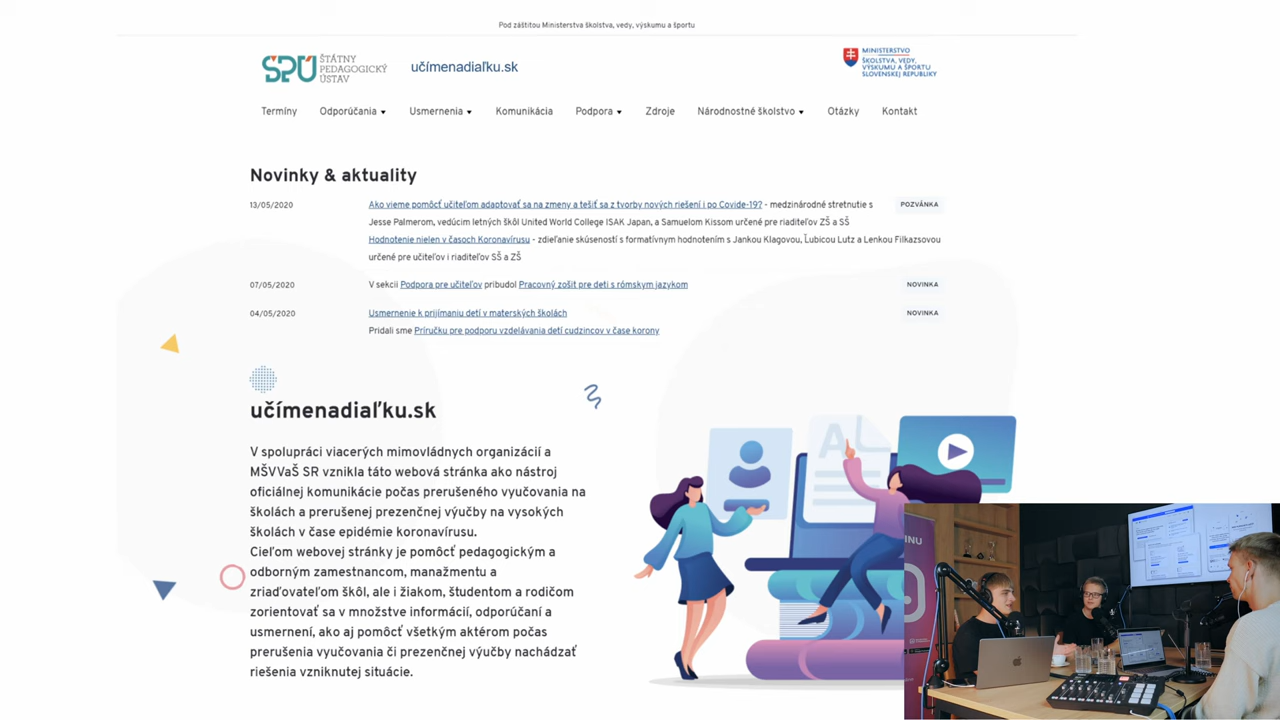 Pod záštitou Ministerstva školstva, vedy, výskumu a športu
SPÚ ŠTÁTNY PEDAGOGICKÝ ÚSTAV
učímenadiaľku.sk
MINISTERSTVO
ŠKOLSTVA, VEDY,
VÝSKUMU A ŠPORTU
SLOVENSKEJ REPUBLIKY
Termíny Odporúčania Usmernenia Komunikácia Podpora Zdroje Národnostné školstvo Otázky Kontakt
Novinky & aktuality
13/05/2020 Ako vieme pomôcť učiteľom adaptovať sa na zmeny a tešiť sa z tvorby nových riešení i po Covide-19? - medzinárodné stretnutie s POZVÁNKA
Jesse Palmerom, vedúcim letných škôl United World College ISAK Japan, a Samuelom Kissom určené pre riaditeľov ZŠ a SŠ
Hodnotenie nielen v časoch Koronavírusu - zdieľanie skúseností s formatívnym hodnotením s Jankou Klagovou, Ľubicou Lutz a Lenkou Filkazsovou
určené pre učiteľov i riaditeľov SŠ a ZŠ
07/05/2020 V sekcii Podpora pre učiteľov pribudol Pracovný zošit pre deti s rómskym jazykom NOVINKA
04/05/2020 Usmernenie k prijímaniu detí v materských školách NOVINKA
Pridali sme Príručku pre podporu vzdelávania detí cudzincov v čase korony
učímenadiaľku.sk
V spolupráci viacerých mimovládnych organizácií a
MŠVVaŠ SR vznikla táto webová stránka ako nástroj
oficiálnej komunikácie počas prerušeného vyučovania na
školách a prerušenej prezenčnej výučby na vysokých
školách v čase epidémie koronavírusu.
Cieľom webovej stránky je pomôcť pedagogickým a
odborným zamestnancom, manažmentu a
zriaďovateľom škôl, ale i žiakom, študentom a rodičom
zorientovať sa v množstve informácií, odporúčaní a
usmernení, ako aj pomôcť všetkým aktérom počas
prerušenia vyučovania či prezenčnej výučby nachádzať
riešenia vzniknutej situácie.